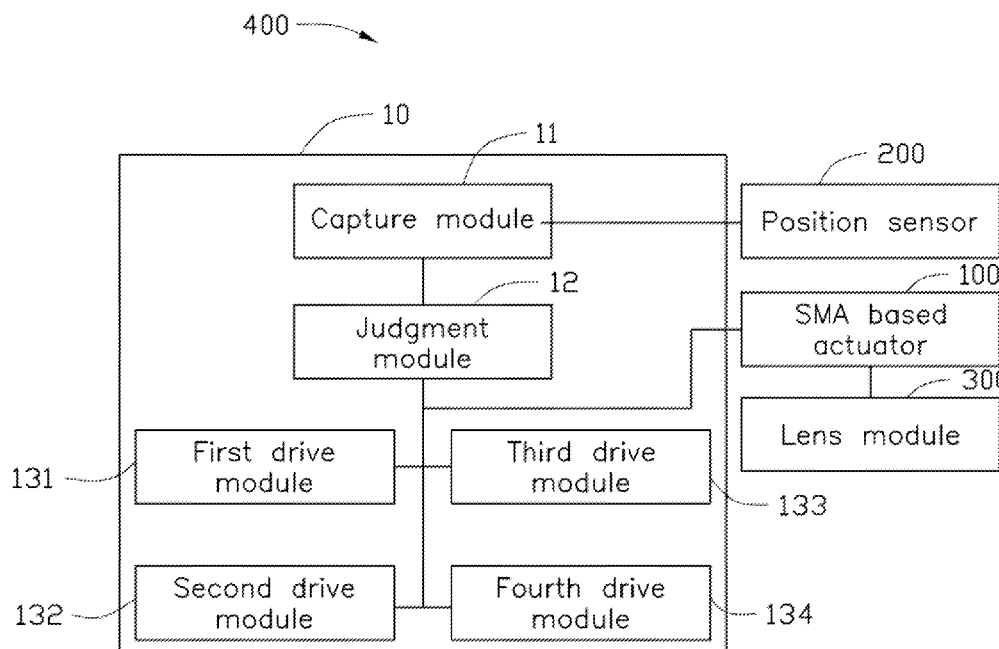 400
10
11
200
Capture module
Position sensor
100
12
SMA based
actuator
Judgment
module
300
Lens module
First drive
module
Third drive
module
131
133
Second drive
module
Fourth drive
module
132
134